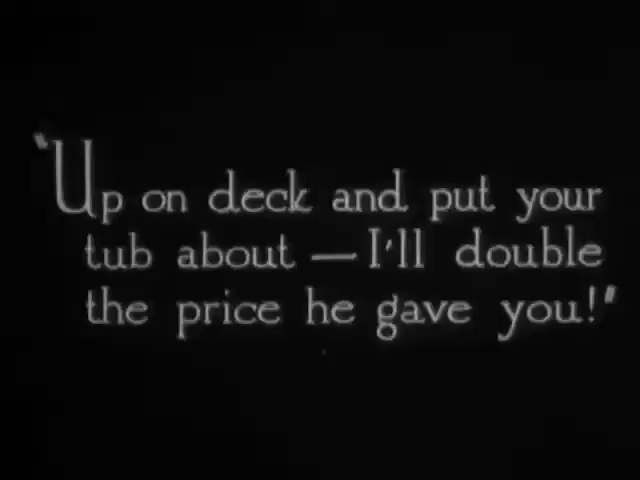 "Up on deck and put your
tub about — I'll double
the price he gave you!"